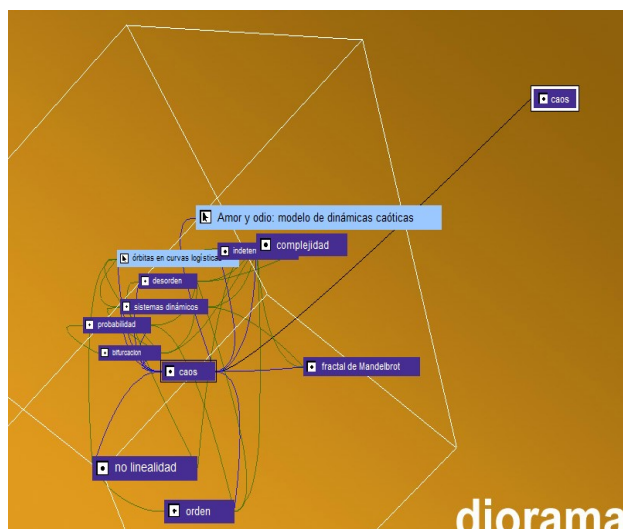 caos
Amor y odio: modelo de dinámicas caóticas
complejidad
órbitas en curvas logísticas
desorden
sistemas dinámicos
probabilidad
bifurcacion
caos
fractal de Mandelbrot
no linealidad
orden
diorama